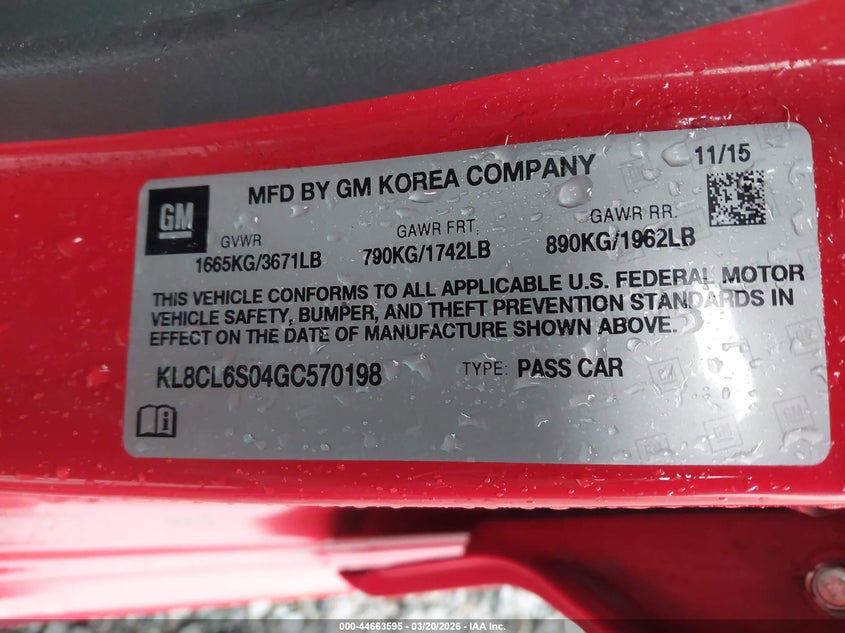 MFD BY GM KOREA COMPANY
11/15
GM
GVWR
GAWR FRT.
GAWR RR.
1665KG/3671LB
790KG/1742LB
890KG/1962LB
THIS VEHICLE CONFORMS TO ALL APPLICABLE U.S. FEDERAL MOTOR
VEHICLE SAFETY, BUMPER, AND THEFT PREVENTION STANDARDS IN
EFFECT ON THE DATE OF MANUFACTURE SHOWN ABOVE.
KL8CL6S04GC570198
TYPE: PASS CAR
000-44663595 - 03/20/2026 - IAA Inc.